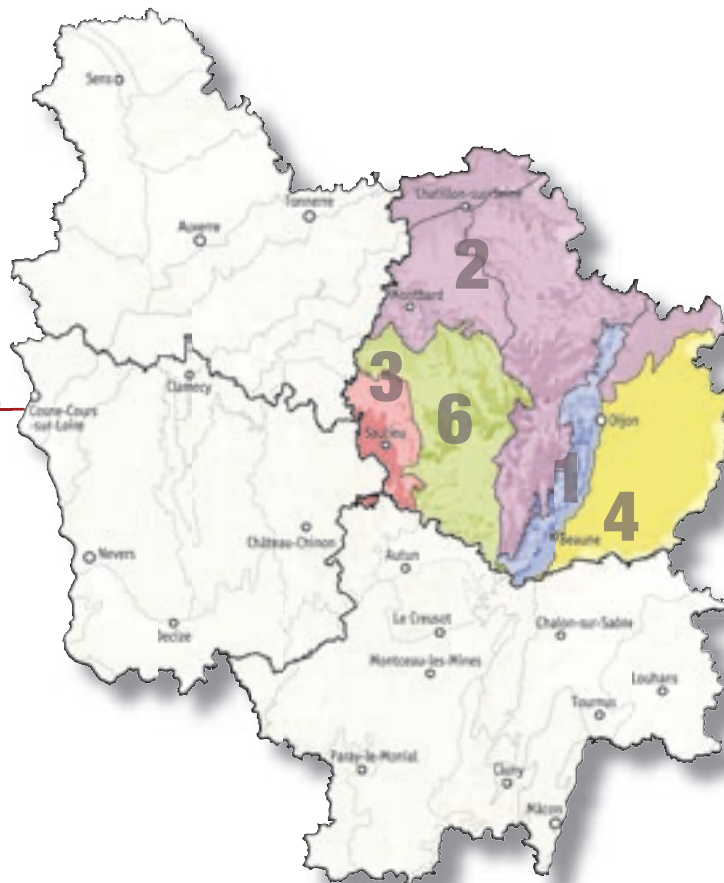 Sens
Tonnerre
Auxerre
Châtillon-sur-Seine
2
Montbard
3
Clamecy
Cosne-Cours
-sur-Loire
6
Saulieu
Dijon
1
4
Beaune
Château-Chinon
Nevers
Autun
Decize
Le Creusot
Chalon-sur-Saône
Montceau-les-Mines
Louhans
Tournus
Paray-le-Monial
Cluny
Mâcon